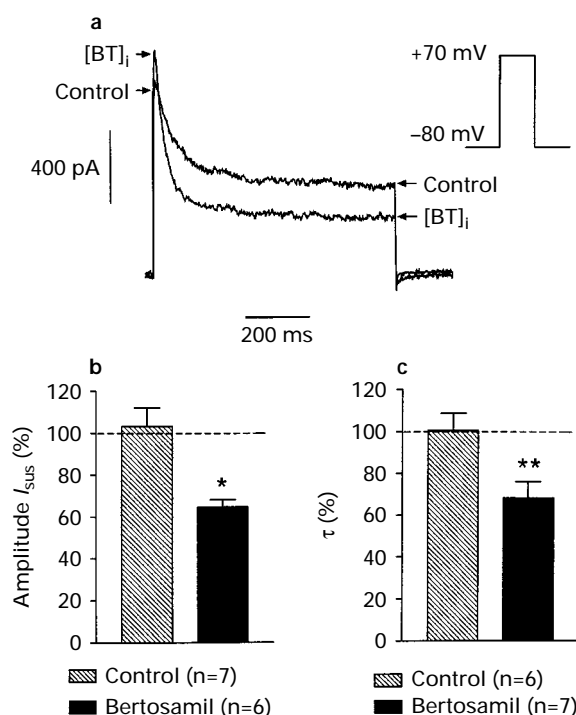 a
[BT]i
Control
400 pA
+70 mV
–80 mV
Control
[BT]i
200 ms
b
Amplitude Isus (%)
120
100
80
60
40
20
0
*
Control (n=7)
Bertosamil (n=6)
c
τ (%)
120
100
80
60
40
20
0
**
Control (n=6)
Bertosamil (n=7)